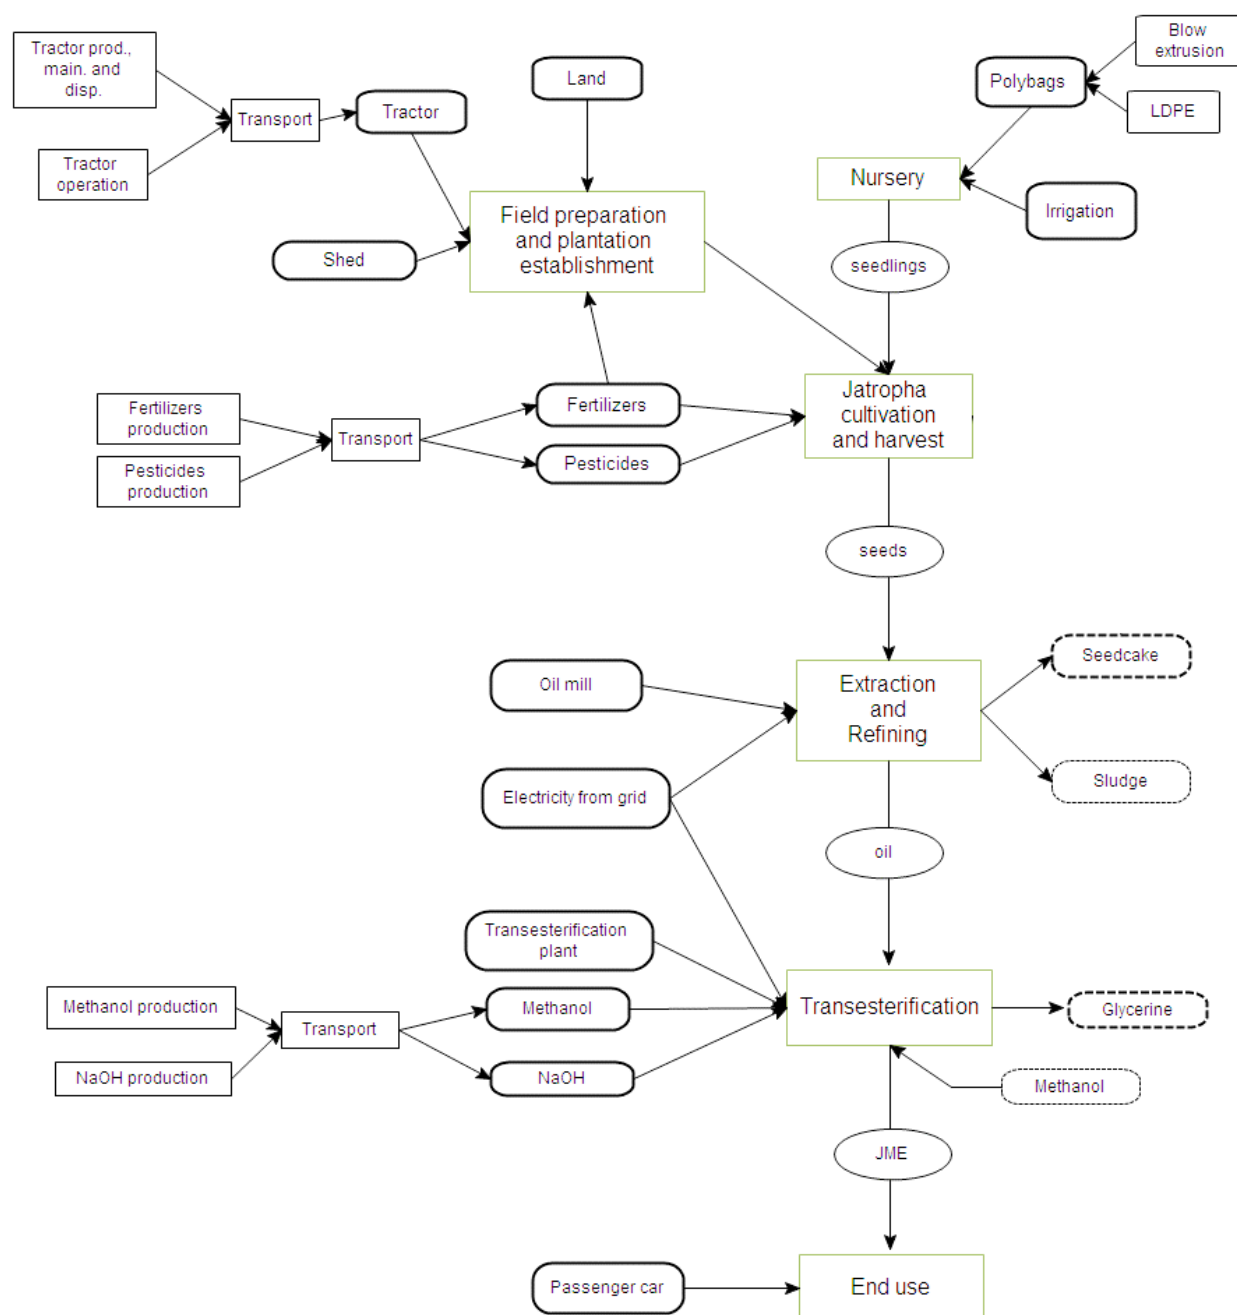 Tractor prod.,
main. and
disp.
Transport
Tractor
Tractor
operation
Land
Blow
extrusion
Polybags
LDPE
Nursery
Irrigation
Shed
Field preparation
and plantation
establishment
seedlings
Fertilizers
production
Pesticides
production
Transport
Fertilizers
Pesticides
Jatropha
cultivation
and harvest
seeds
Oil mill
Extraction
and
Refining
Seedcake
Electricity from grid
Sludge
oil
Transesterification
plant
Methanol production
NaOH production
Transport
Methanol
NaOH
Transesterification
Glycerine
Methanol
JME
Passenger car
End use